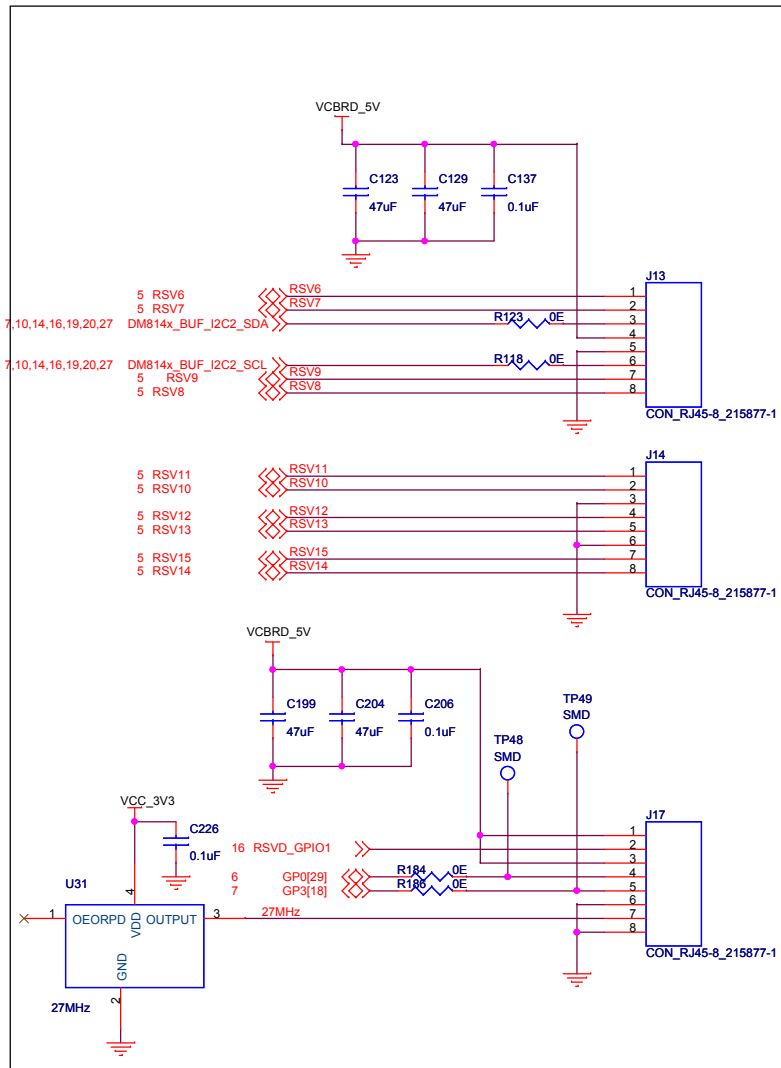 VCBRD_5V
C123 C129 C137
47uF 47uF 0.1uF
J13
5 RSV6 RSV6 1
5 RSV7 RSV7 2
7,10,14,16,19,20,27 DM814x_BUF_I2C2_SDA R123 0E 3
4
5
7,10,14,16,19,20,27 DM814x_BUF_I2C2_SCL R118 0E 6
5 RSV9 RSV9 7
5 RSV8 RSV8 8
CON_RJ45-8_215877-1
J14
5 RSV11 RSV11 1
5 RSV10 RSV10 2
3
5 RSV12 RSV12 4
5 RSV13 RSV13 5
6
5 RSV15 RSV15 7
5 RSV14 RSV14 8
CON_RJ45-8_215877-1
VCBRD_5V
C199 C204 C206
47uF 47uF 0.1uF
TP49
SMD
TP48
SMD
VCC_3V3
C226
0.1uF
J17
1
16 RSVD_GPIO1 2
3
6 GP0[29] R184 0E 4
7 GP3[18] R186 0E 5
6
27MHz 7
8
CON_RJ45-8_215877-1
U31
4
1 OEORPD VDD OUTPUT 3
GND
2
27MHz